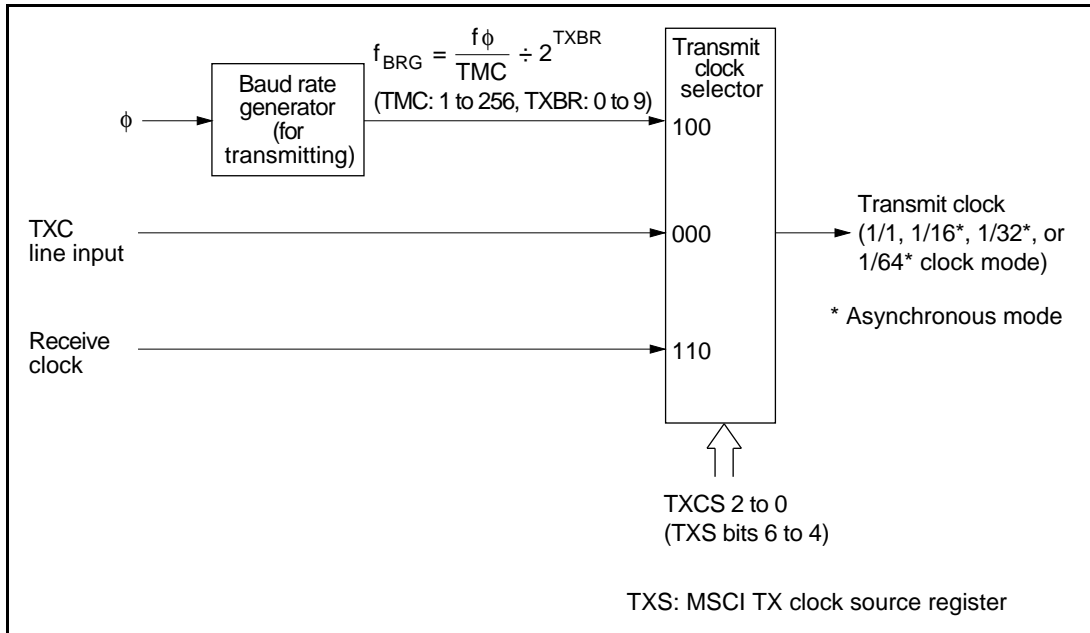 f BRG = fφ / TMC ÷ 2 TXBR
(TMC: 1 to 256, TXBR: 0 to 9)
Baud rate
generator
(for
transmitting)
φ
Transmit
clock
selector
100
TXC
line input
000
Transmit clock
(1/1, 1/16*, 1/32*, or
1/64* clock mode)
* Asynchronous mode
Receive
clock
110
TXCS 2 to 0
(TXS bits 6 to 4)
TXS: MSCI TX clock source register